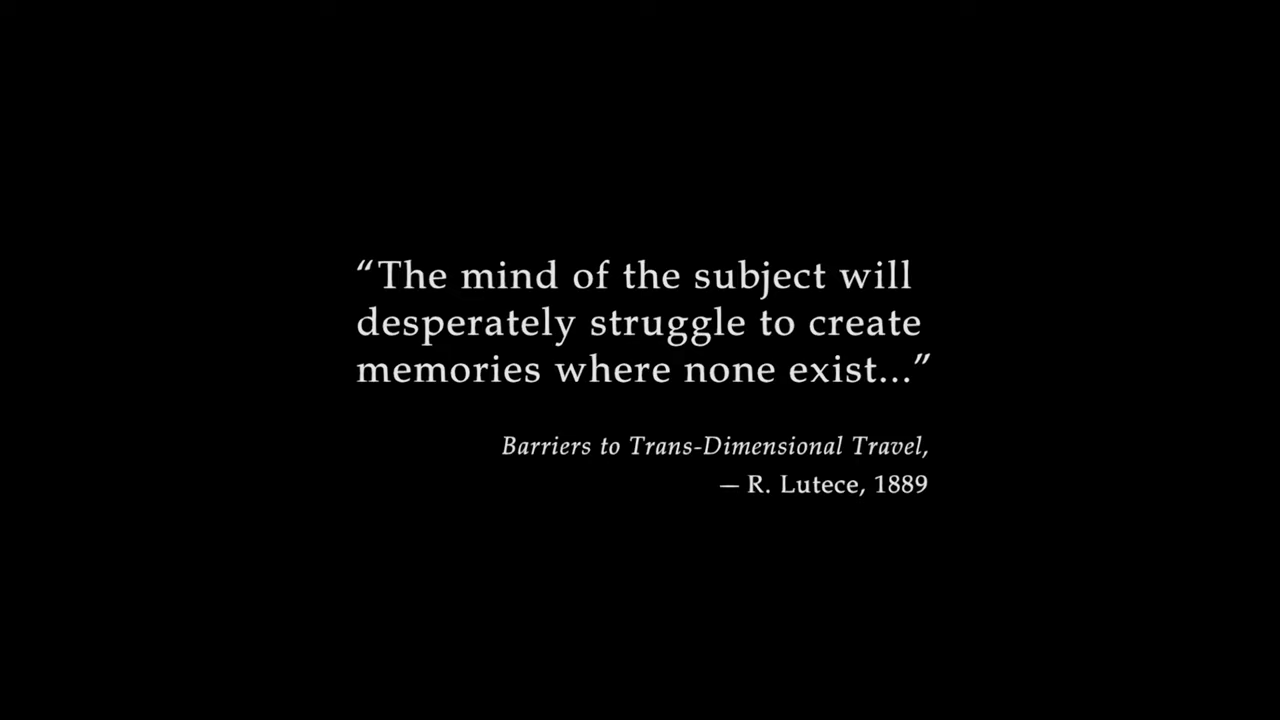 “The mind of the subject will
desperately struggle to create
memories where none exist...”
Barriers to Trans-Dimensional Travel,
— R. Lutece, 1889